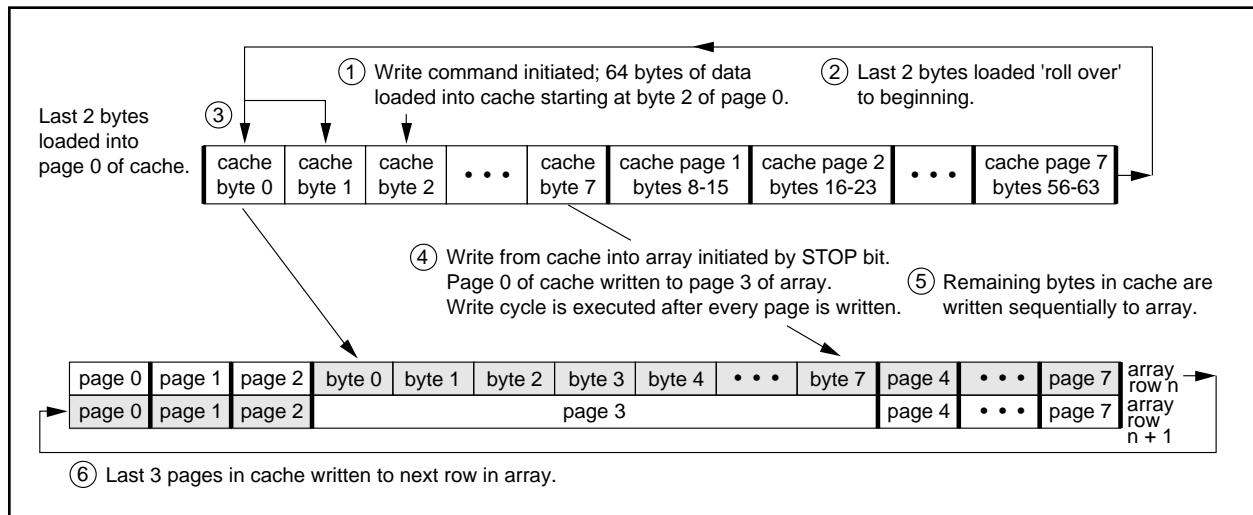 ① Write command initiated; 64 bytes of data
loaded into cache starting at byte 2 of page 0.
② Last 2 bytes loaded 'roll over'
to beginning.
Last 2 bytes
loaded into
page 0 of cache.
③
cache byte 0
cache byte 1
cache byte 2
• • •
cache byte 7
cache page 1 bytes 8-15
cache page 2 bytes 16-23
• • •
cache page 7 bytes 56-63
④ Write from cache into array initiated by STOP bit.
Page 0 of cache written to page 3 of array.
Write cycle is executed after every page is written.
⑤ Remaining bytes in cache are
written sequentially to array.
page 0 page 1 page 2 byte 0 byte 1 byte 2 byte 3 byte 4 • • • byte 7 page 4 • • • page 7 array row n
page 0 page 1 page 2 page 3 page 4 • • • page 7 array row n + 1
⑥ Last 3 pages in cache written to next row in array.